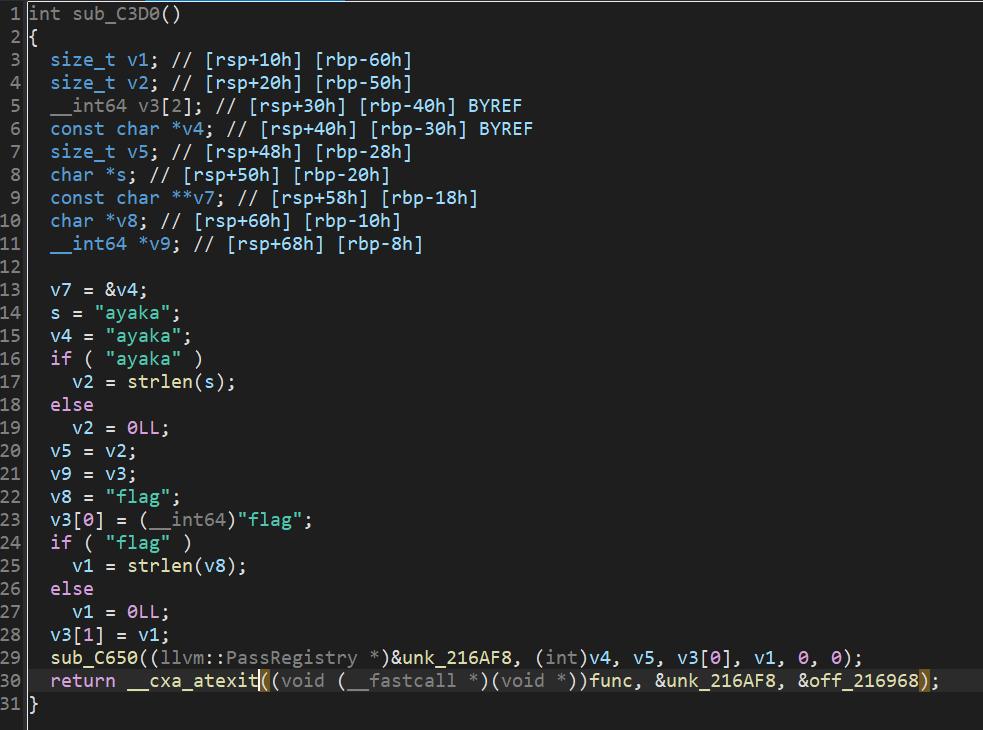 1 int sub_C3D0()
2 {
3 size_t v1; // [rsp+10h] [rbp-60h]
4 size_t v2; // [rsp+20h] [rbp-50h]
5 __int64 v3[2]; // [rsp+30h] [rbp-40h] BYREF
6 const char *v4; // [rsp+40h] [rbp-30h] BYREF
7 size_t v5; // [rsp+48h] [rbp-28h]
8 char *s; // [rsp+50h] [rbp-20h]
9 const char **v7; // [rsp+58h] [rbp-18h]
10 char *v8; // [rsp+60h] [rbp-10h]
11 __int64 *v9; // [rsp+68h] [rbp-8h]
12
13 v7 = &v4;
14 s = "ayaka";
15 v4 = "ayaka";
16 if ( "ayaka" )
17 v2 = strlen(s);
18 else
19 v2 = 0LL;
20 v5 = v2;
21 v9 = v3;
22 v8 = "flag";
23 v3[0] = (__int64)"flag";
24 if ( "flag" )
25 v1 = strlen(v8);
26 else
27 v1 = 0LL;
28 v3[1] = v1;
29 sub_C650((llvm::PassRegistry *)&unk_216AF8, (int)v4, v5, v3[0], v1, 0, 0);
30 return __cxa_atexit((void (__fastcall *)(void *))func, &unk_216AF8, &off_216968);
31 }